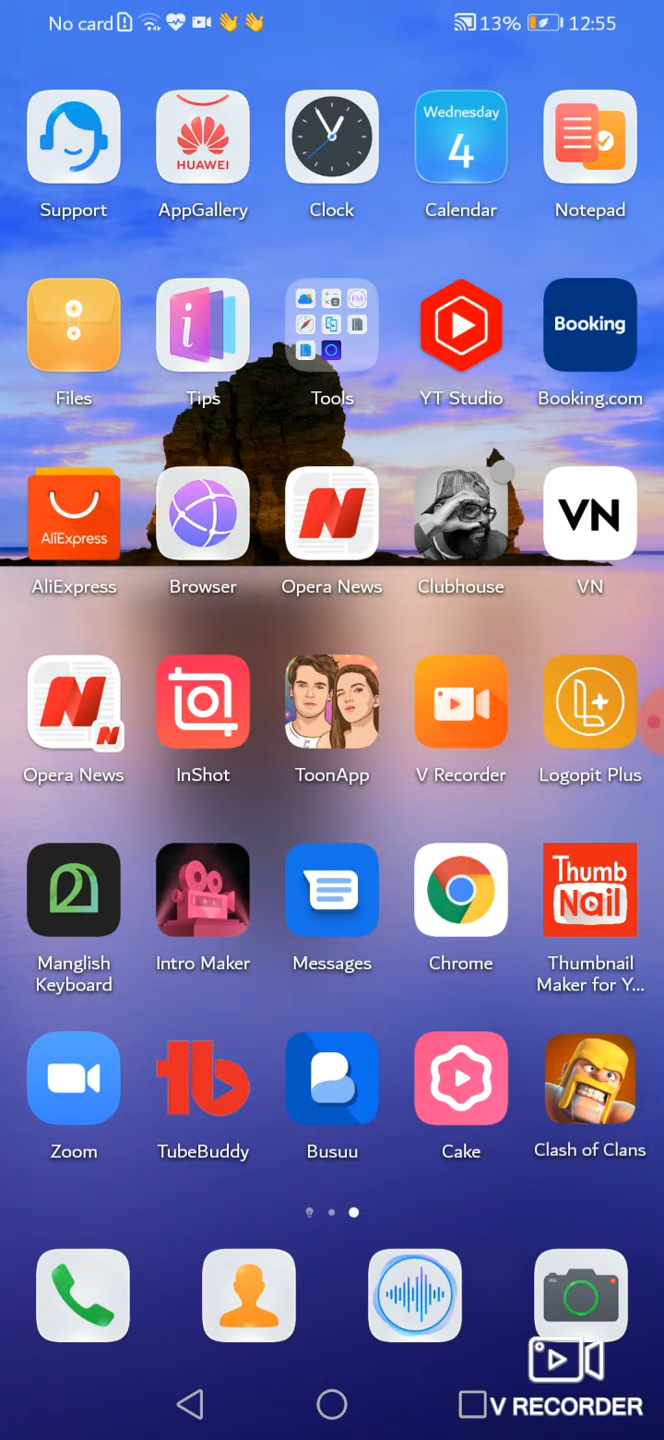 No card 13% 12:55
HUAWEI
Wednesday
4
Support AppGallery Clock Calendar Notepad
i
FM
Booking
Files Tips Tools YT Studio Booking.com
AliExpress
N
VN
AliExpress Browser Opera News Clubhouse VN
N
N
L+
Opera News InShot ToonApp V Recorder Logopit Plus
Thumb
Nail
Manglish Keyboard Intro Maker Messages Chrome Thumbnail Maker for Y...
tb
B
Zoom TubeBuddy Busuu Cake Clash of Clans
V RECORDER